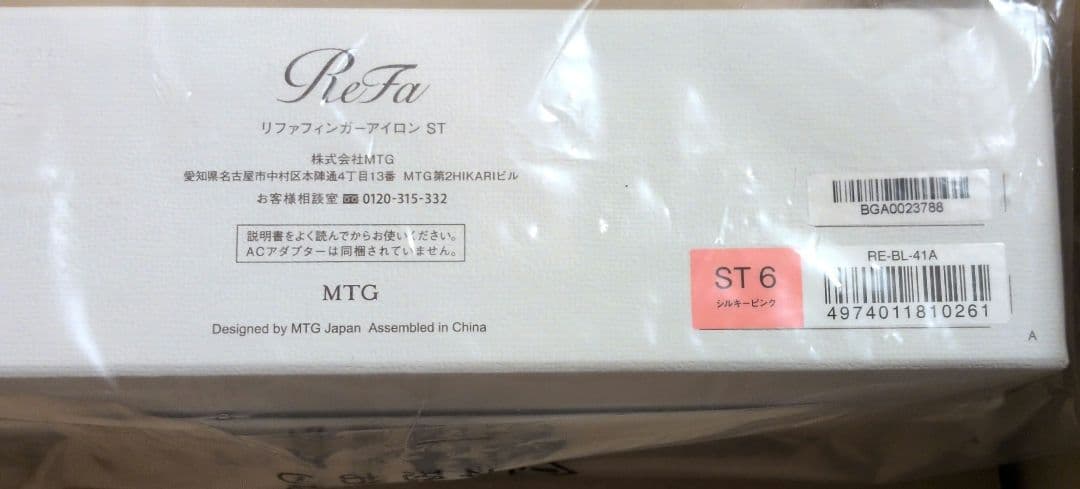 ReFa
リファフィンガーアイロン ST
株式会社MTG
愛知県名古屋市中村区本陣通4丁目13番 MTG第2HIKARIビル
お客様相談室 0120-315-332
説明書をよく読んでからお使いください。
ACアダプターは同梱されていません。
MTG
Designed by MTG Japan Assembled in China
BGA0023788
ST 6
シルキーピンク
RE-BL-41A
4974011810261
A